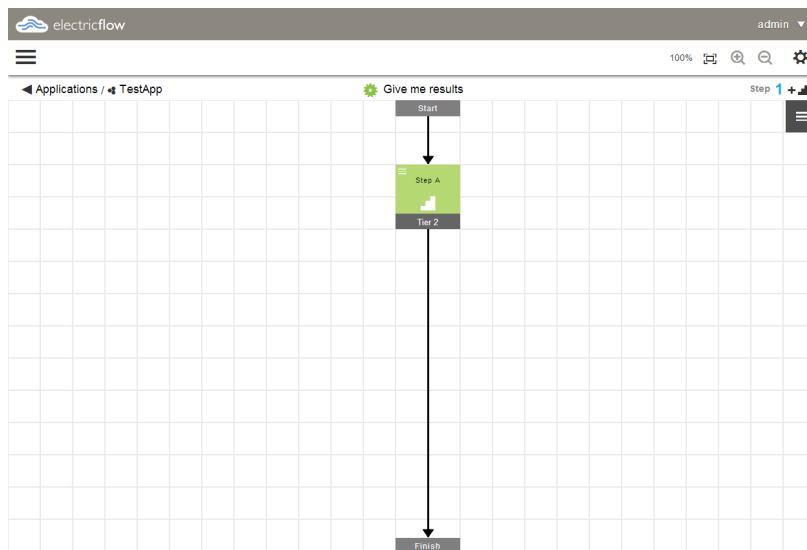 electricflow
admin
100%
Applications / TestApp
Give me results
Step 1
Start
Step A
Tier 2
Finish